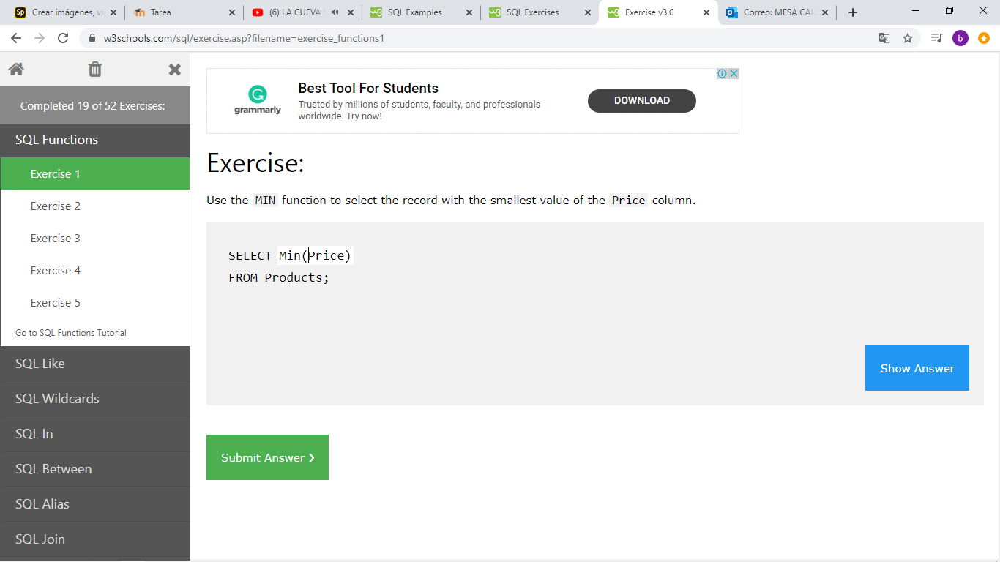 Crear imágenes, ví
Tarea
(6) LA CUEVA
SQL Examples
SQL Exercises
Exercise v3.0
Correo: MESA CAL
w3schools.com/sql/exercise.asp?filename=exercise_functions1
b
Completed 19 of 52 Exercises:
SQL Functions
Exercise 1
Exercise 2
Exercise 3
Exercise 4
Exercise 5
Go to SQL Functions Tutorial
SQL Like
SQL Wildcards
SQL In
SQL Between
SQL Alias
SQL Join
grammarly
Best Tool For Students
Trusted by millions of students, faculty, and professionals
worldwide. Try now!
DOWNLOAD
Exercise:
Use the MIN function to select the record with the smallest value of the Price column.
SELECT Min(Price)
FROM Products;
Show Answer
Submit Answer ❯